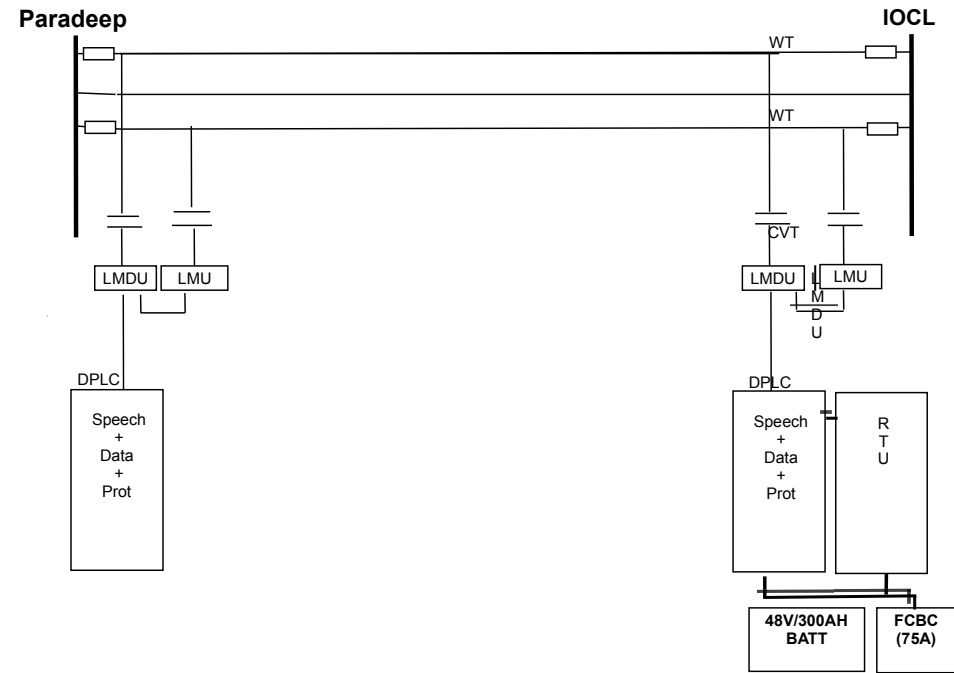 Paradeep
IOCL
WT
WT
CVT
LMDU
LMU
LMDU
L
M
D
U
LMU
DPLC
Speech
+
Data
+
Prot
DPLC
Speech
+
Data
+
Prot
R
T
U
48V/300AH
BATT
FCBC
(75A)